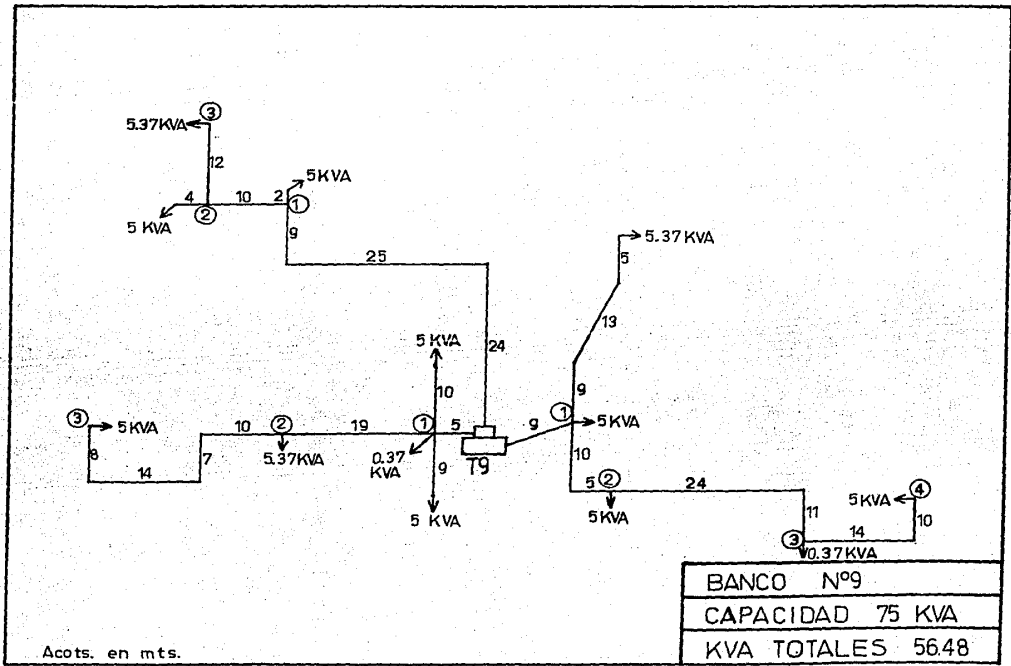 3
5.37KVA
12
5KVA
4 10 2 1
5 KVA 2
9
25
5.37 KVA
5
13
24
5 KVA
10
9
3 5KVA
10 2 19 1 5
9 1 5KVA
8 7 5.37KVA
0.37 KVA
T9
14
9
10
5 KVA
5 2 24
5KVA
11
5KVA 4
14 10
3
0.37KVA
BANCO Nº9
CAPACIDAD 75 KVA
KVA TOTALES 56.48
Acots. en mts.